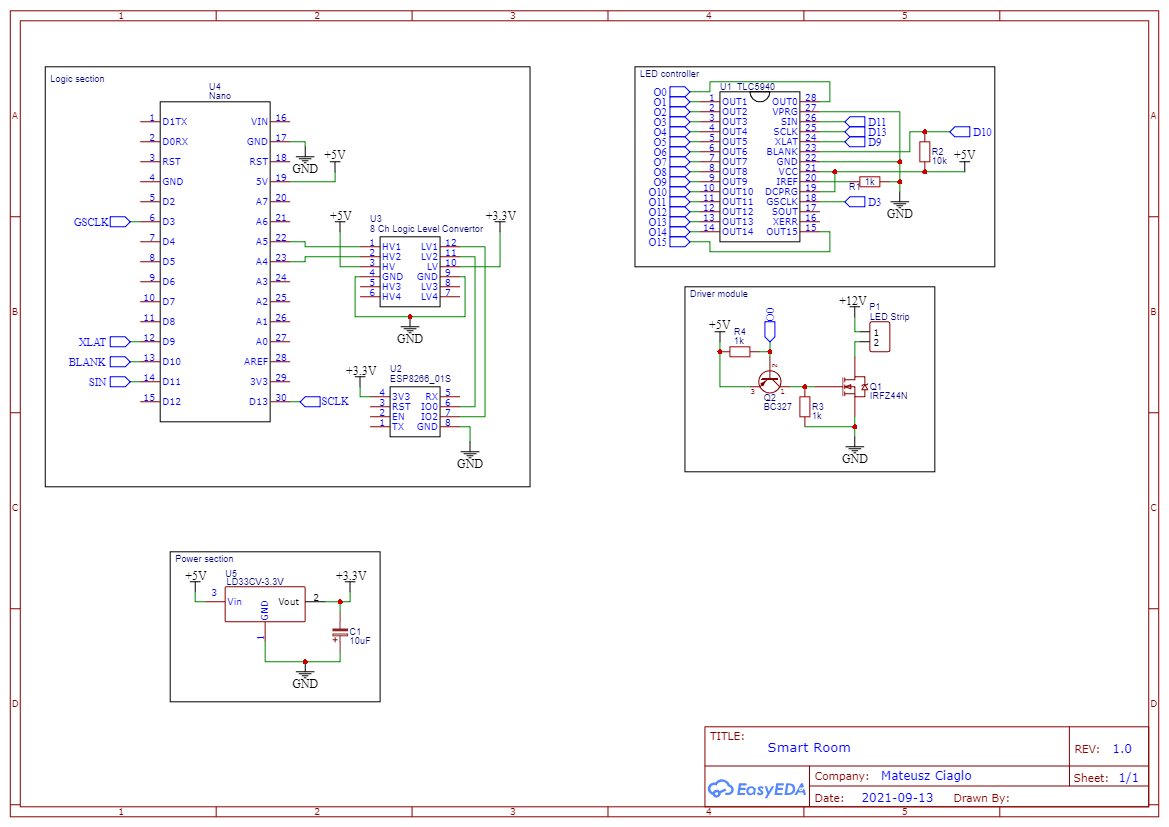 1 2 3 4 5
A A
B B
C C
D D
Logic section
U4
Nano
1 D1TX VIN 16
2 D0RX GND 17
3 RST RST 18
4 GND 5V 19
5 D2 A7 20
GSCLK 6 D3 A6 21
7 D4 A5 22
8 D5 A4 23
9 D6 A3 24
10 D7 A2 25
11 D8 A1 26
XLAT 12 D9 A0 27
BLANK 13 D10 AREF 28
SIN 14 D11 3V3 29
15 D12 D13 30 SCLK
GND
+5V
+5V
+3.3V
U3
8 Ch Logic Level Convertor
1 HV1 LV1 12
2 HV2 LV2 11
3 HV LV 10
4 GND GND 9
5 HV3 LV3 8
6 HV4 LV4 7
GND
+3.3V
U2
ESP8266_01S
4 3V3 RX 5
3 RST IO0 6
2 EN IO2 7
1 TX GND 8
GND
LED controller
U1 TLC5940
O0
O1 1 OUT1 OUT0 28
O2 2 OUT2 VPRG 27
O3 3 OUT3 SIN 26 D11
O4 4 OUT4 SCLK 25 D13
O5 5 OUT5 XLAT 24 D9
O6 6 OUT6 BLANK 23
O7 7 OUT7 GND 22
O8 8 OUT8 VCC 21
O9 9 OUT9 IREF 20
O10 10 OUT10 DCPRG 19
O11 11 OUT11 GSCLK 18 D3
O12 12 OUT12 SOUT 17
O13 13 OUT13 XERR 16
O14 14 OUT14 OUT15 15
O15
D10
R2
10k
+5V
R1 1k
GND
Driver module
+5V
R4
1k
O0
2
3 1
Q2
BC327
R3
1k
+12V
P1
LED Strip
1
2
Q1
IRFZ44N
GND
Power section
+5V
U5
LD33CV-3.3V
3 Vin Vout 2
GND
1
+3.3V
+
C1
10uF
GND
TITLE:
Smart Room
REV: 1.0
EasyEDA
Company: Mateusz Ciaglo
Sheet: 1/1
Date: 2021-09-13 Drawn By:
1 2 3 4 5